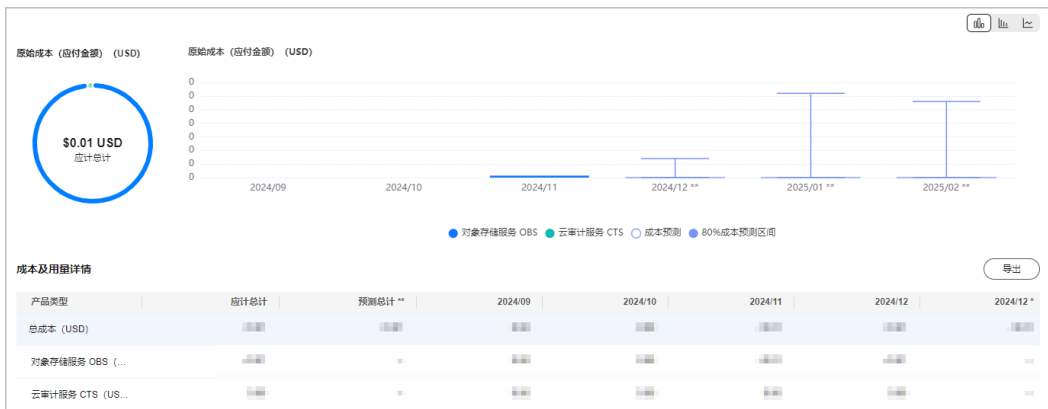 原始成本（应付金额）（USD）
原始成本（应付金额）（USD）
$0.01 USD
应计总计
0
0
0
0
0
0
0
0
2024/09
2024/10
2024/11
2024/12 **
2025/01 **
2025/02 **
对象存储服务 OBS
云审计服务 CTS
成本预测
80%成本预测区间
成本及用量详情
导出
产品类型 应计总计 预测总计 ** 2024/09 2024/10 2024/11 2024/12 2024/12 *
总成本（USD）
对象存储服务 OBS（...
云审计服务 CTS（US...